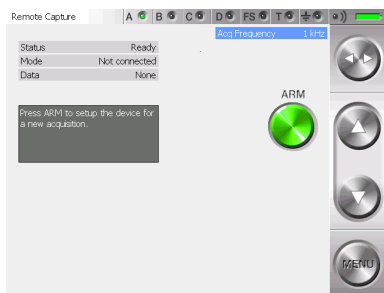 Remote Capture A B C D FS T
Acq Frequency 1 kHz
Status Ready
Mode Not connected
Data None
ARM
Press ARM to setup the device for
a new acquisition.
MENU